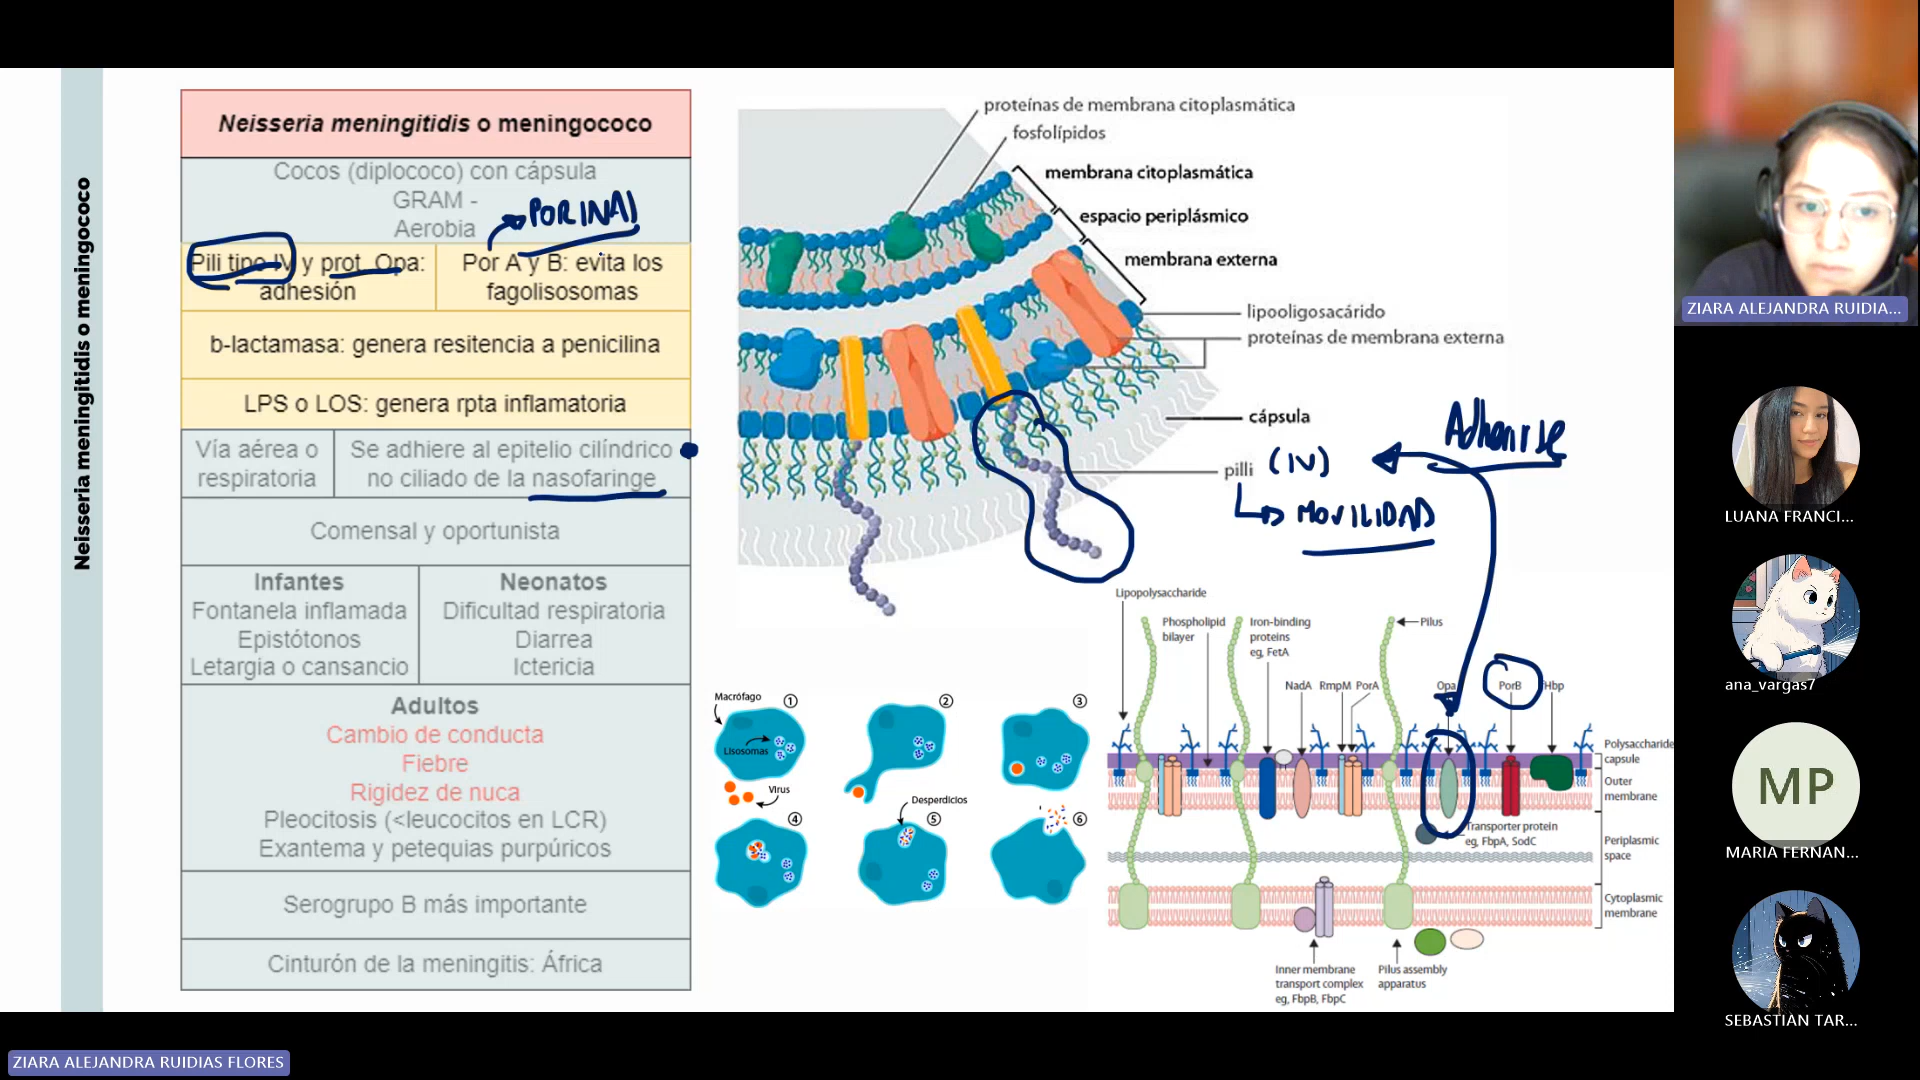 Neisseria meningitidis o meningococo
Neisseria meningitidis o meningococo
Cocos (diplococo) con cápsula
GRAM -
Aerobia
PORINAS
Pili tipo IV y prot. Opa:
adhesión
Por A y B: evita los
fagolisosomas
b-lactamasa: genera resitencia a penicilina
LPS o LOS: genera rpta inflamatoria
Vía aérea o
respiratoria
Se adhiere al epitelio cilíndrico
no ciliado de la nasofaringe
Comensal y oportunista
Infantes
Fontanela inflamada
Epistótonos
Letargia o cansancio
Neonatos
Dificultad respiratoria
Diarrea
Ictericia
Adultos
Cambio de conducta
Fiebre
Rigidez de nuca
Pleocitosis (<leucocitos en LCR)
Exantema y petequias purpúricos
Serogrupo B más importante
Cinturón de la meningitis: África
proteínas de membrana citoplasmática
fosfolípidos
membrana citoplasmática
espacio periplásmico
membrana externa
lipooligosacárido
proteínas de membrana externa
cápsula
pilli
(IV)
Adherirse
MOVILIDAD
Macrófago
Lisosomas
Virus
Desperdicios
1
2
3
4
5
6
Lipopolysaccharide
Phospholipid
bilayer
Iron-binding
proteins
eg, FetA
Pilus
NadA
RmpM
PorA
Opa
PorB
Hbp
Polysaccharide
capsule
Outer
membrane
Transporter protein
eg, FbpA, SodC
Periplasmic
space
Cytoplasmic
membrane
Inner membrane
transport complex
eg, FbpB, FbpC
Pilus assembly
apparatus
ZIARA ALEJANDRA RUIDIA...
LUANA FRANCI...
ana_vargas7
MP
MARIA FERNAN...
SEBASTIAN TAR...
ZIARA ALEJANDRA RUIDIAS FLORES